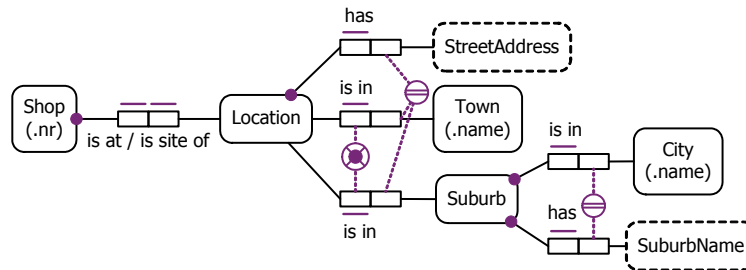 has
StreetAddress
Shop
(.nr)
is at / is site of
Location
is in
Town
(.name)
is in
Suburb
is in
City
(.name)
has
SuburbName